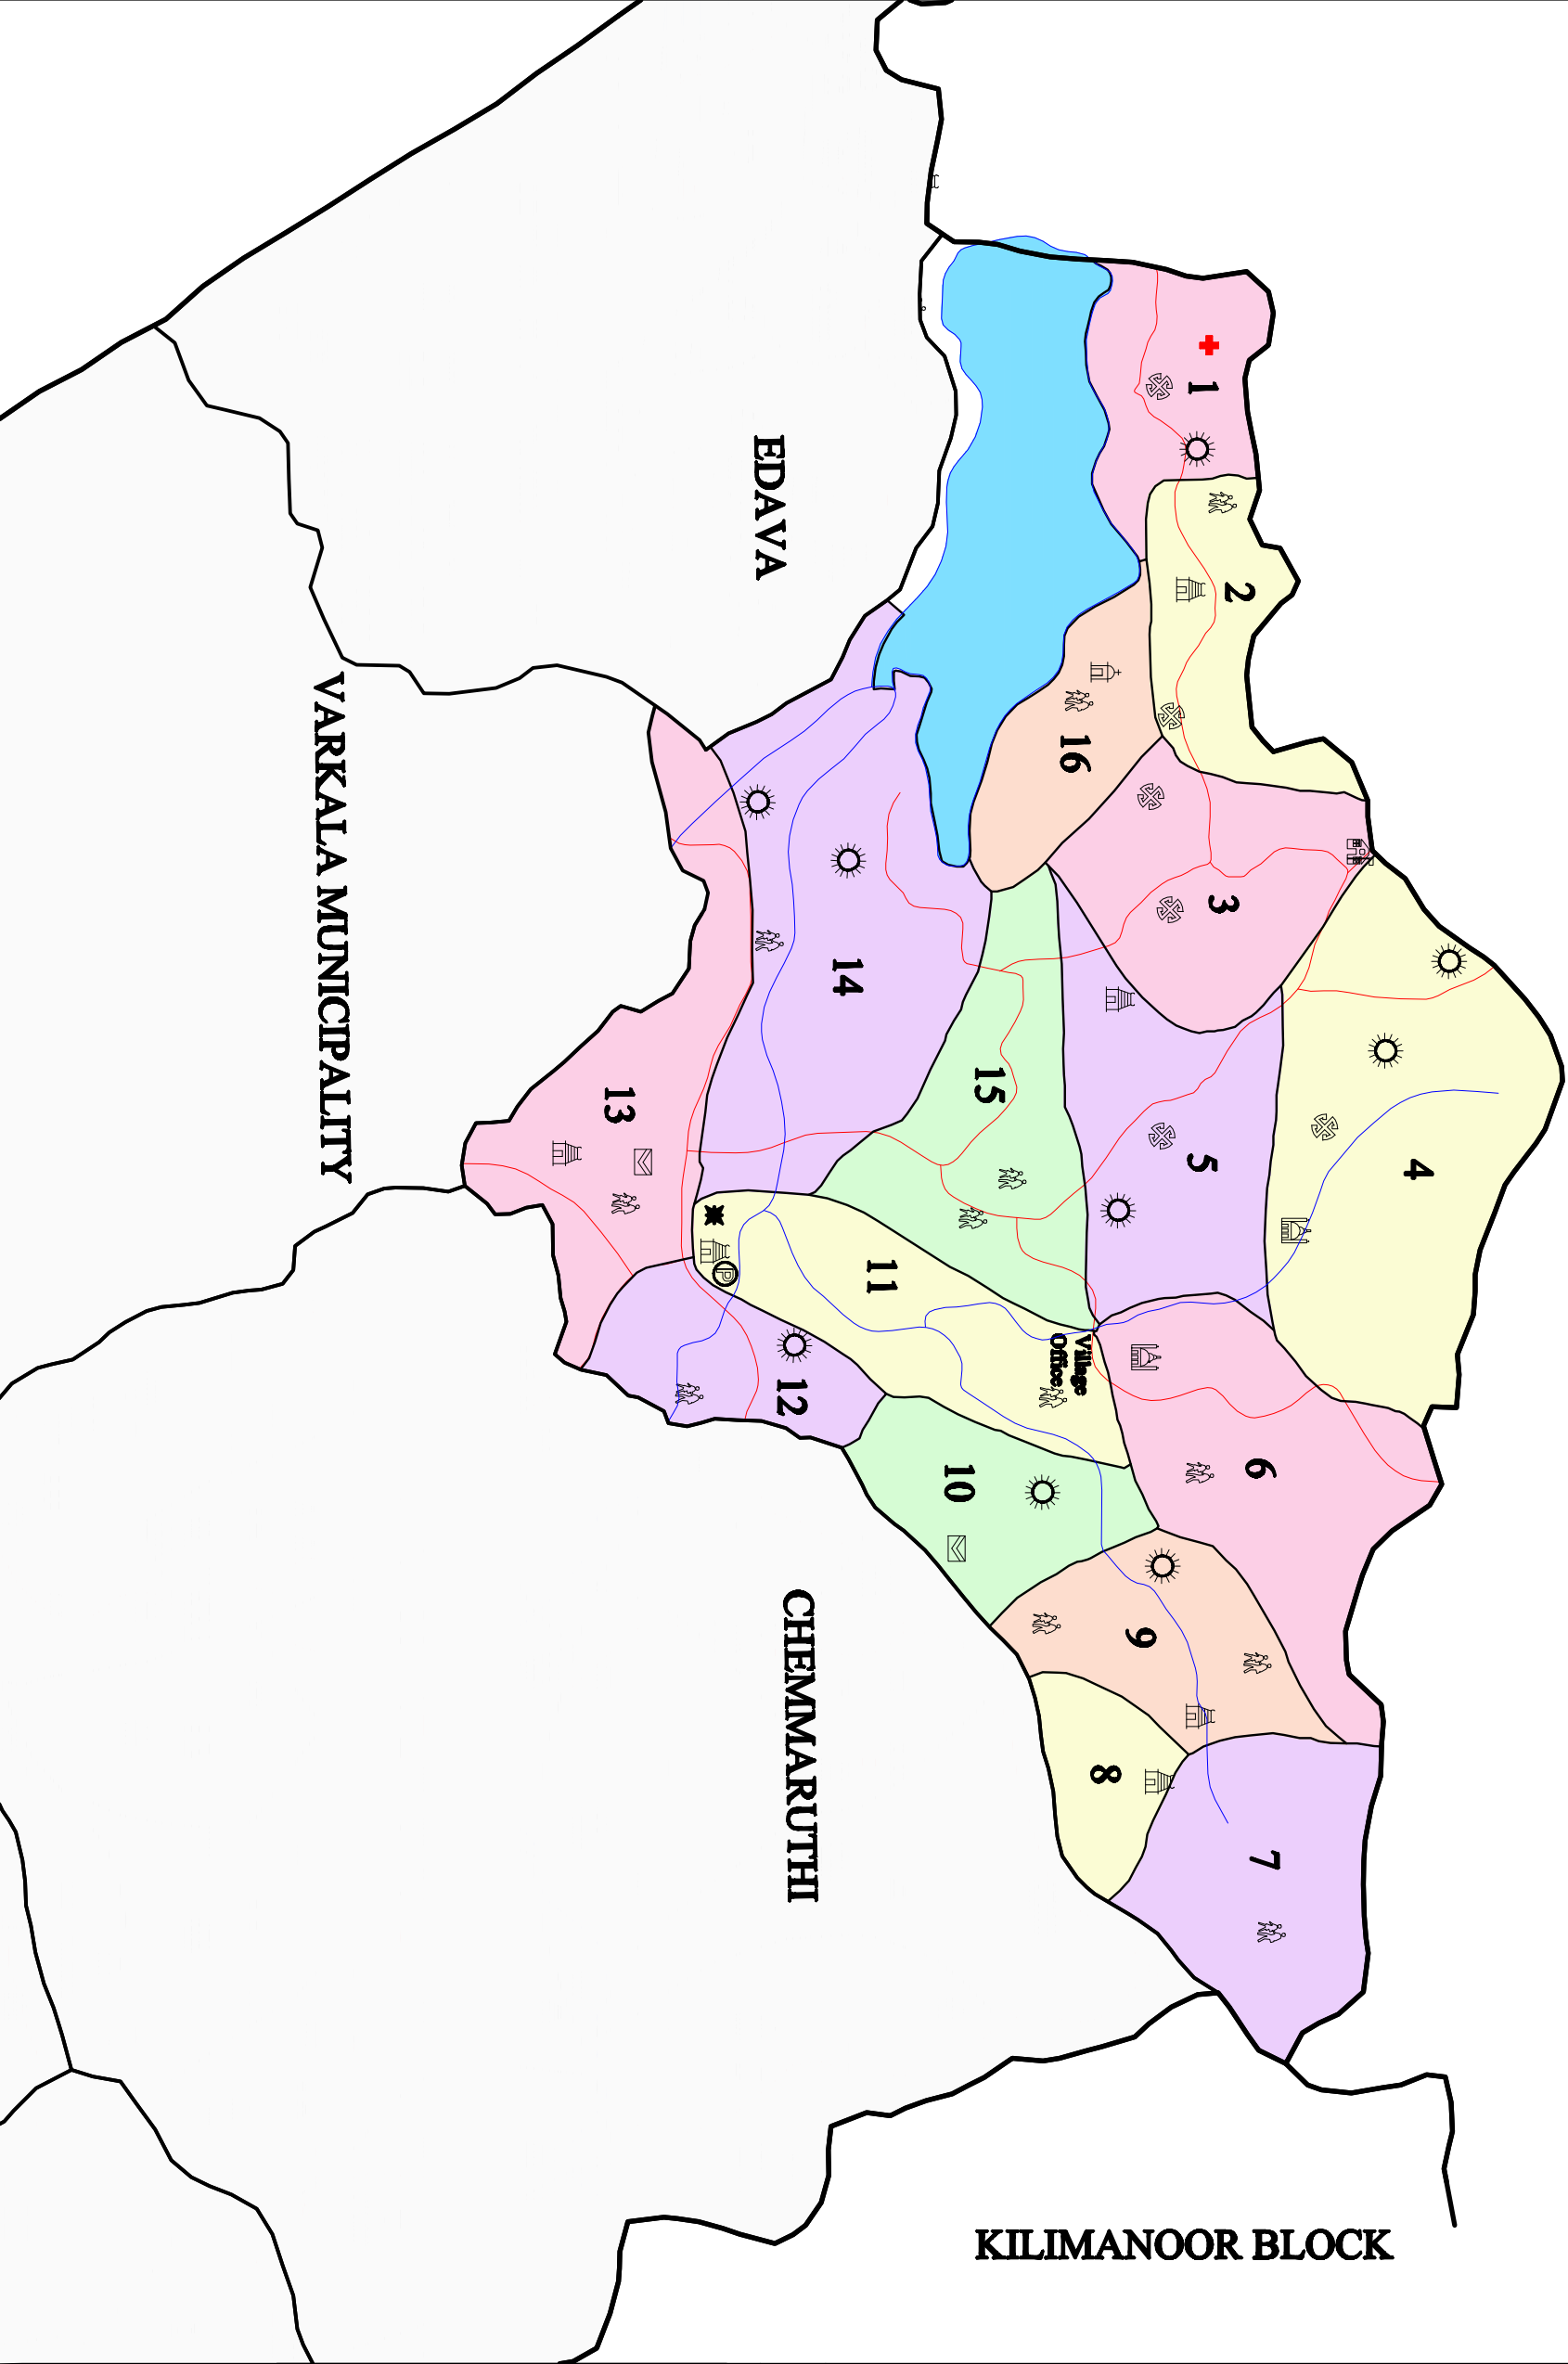 1
2
EDAVA
16
VARKALA MUNICIPALITY
3
14
15
13
5
4
11
Village
Office
12
6
10
9
CHEMMARUTHI
8
7
KILIMANOOR BLOCK
P